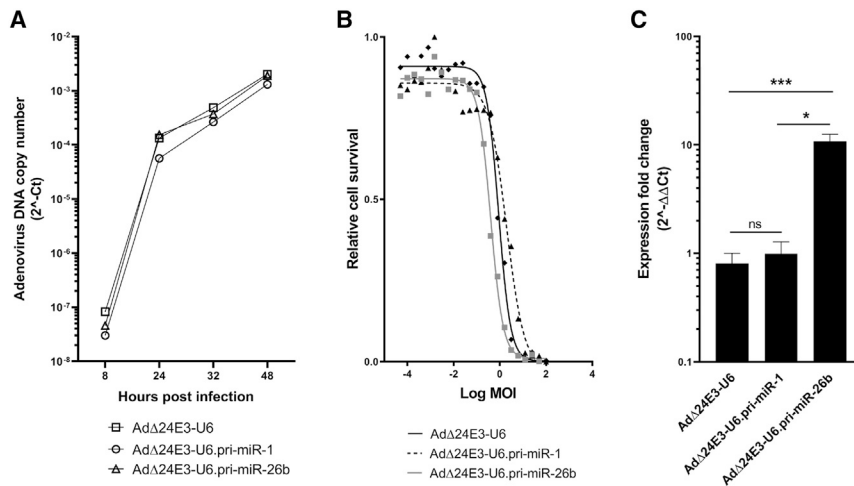 A
Adenovirus DNA copy number
(2^-Ct)
10-2
10-3
10-4
10-5
10-6
10-7
10-8
8 24 32 48
Hours post infection
AdΔ24E3-U6
AdΔ24E3-U6.pri-miR-1
AdΔ24E3-U6.pri-miR-26b
B
Relative cell survival
1.0
0.5
0.0
-4 -2 0 2 4
Log MOI
AdΔ24E3-U6
AdΔ24E3-U6.pri-miR-1
AdΔ24E3-U6.pri-miR-26b
C
Expression fold change
(2^-ΔΔCt)
100
10
1
0.1
***
*
ns
AdΔ24E3-U6
AdΔ24E3-U6.pri-miR-1
AdΔ24E3-U6.pri-miR-26b